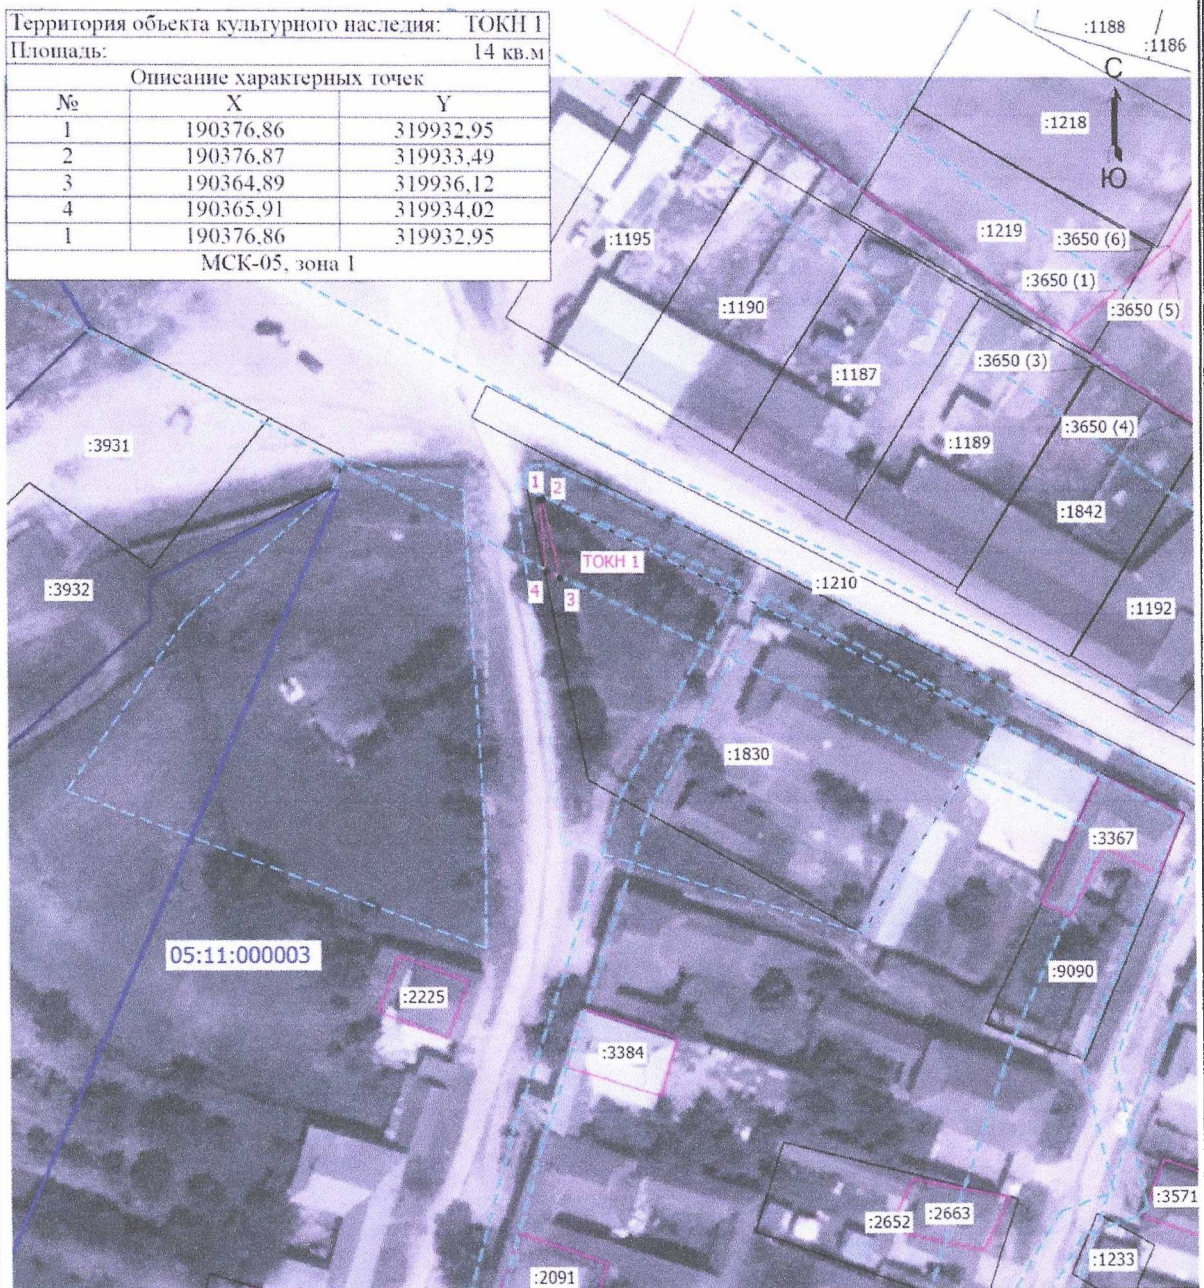 Территория объекта культурного наследия: ТОКН 1
Площадь: 14 кв.м
Описание характерных точек
№ X Y
1 190376,86 319932,95
2 190376,87 319933,49
3 190364,89 319936,12
4 190365,91 319934,02
1 190376,86 319932,95
МСК-05, зона 1
:1188
:1186
С
Ю
:1218
:1195
:1219
:3650 (6)
:3650 (1)
:3650 (5)
:1190
:3650 (3)
:1187
:3650 (4)
:3931
:1189
1
2
:1842
ТОКН 1
:3932
4
3
:1210
:1192
:1830
:3367
05:11:000003
:9090
:2225
:3384
:3571
:2652
:2663
:1233
:2091